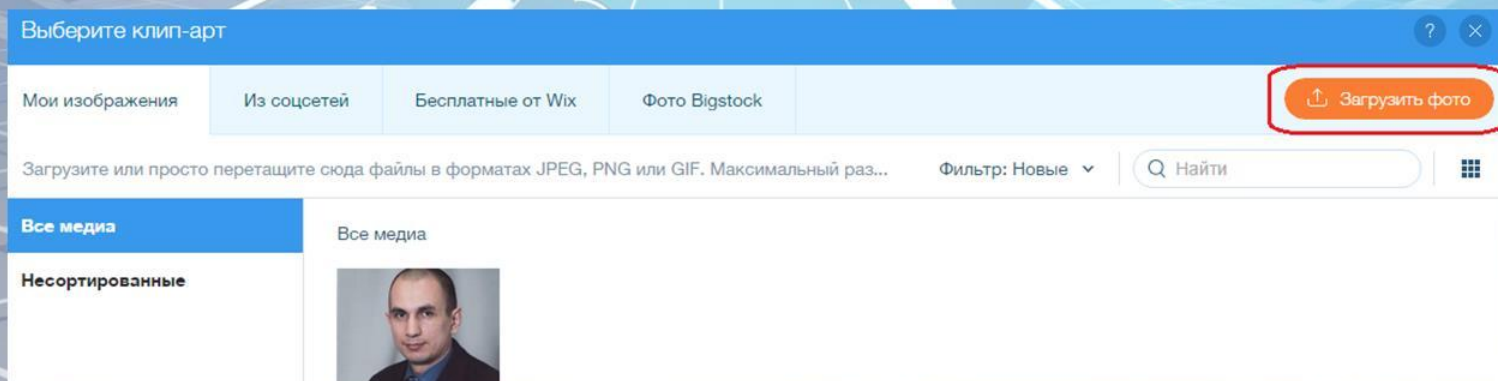 Выберите клип-арт
?
Мои изображения Из соцсетей Бесплатные от Wix Фото Bigstock Загрузить фото
Загрузите или просто перетащите сюда файлы в форматах JPEG, PNG или GIF. Максимальный раз... Фильтр: Новые Найти
Все медиа Все медиа
Несортированные